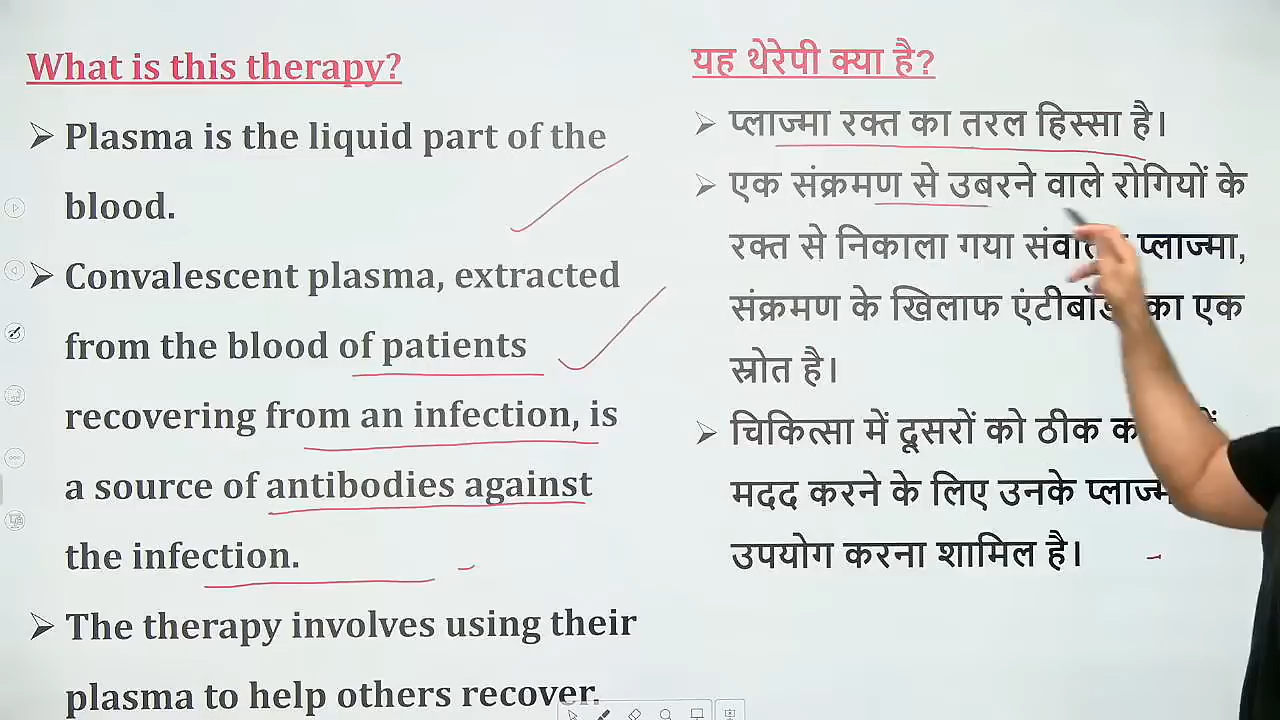 What is this therapy?
➢ Plasma is the liquid part of the
blood.
➢ Convalescent plasma, extracted
from the blood of patients
recovering from an infection, is
a source of antibodies against
the infection.
➢ The therapy involves using their
plasma to help others recover.
यह थेरेपी क्या है?
➢ प्लाज्मा रक्त का तरल हिस्सा है।
➢ एक संक्रमण से उबरने वाले रोगियों के
रक्त से निकाला गया प्लाज्मा,
संक्रमण के खिलाफ का एक
स्रोत है।
➢ चिकित्सा में दूसरों को ठीक
मदद करने के लिए उनके
उपयोग करना शामिल है।